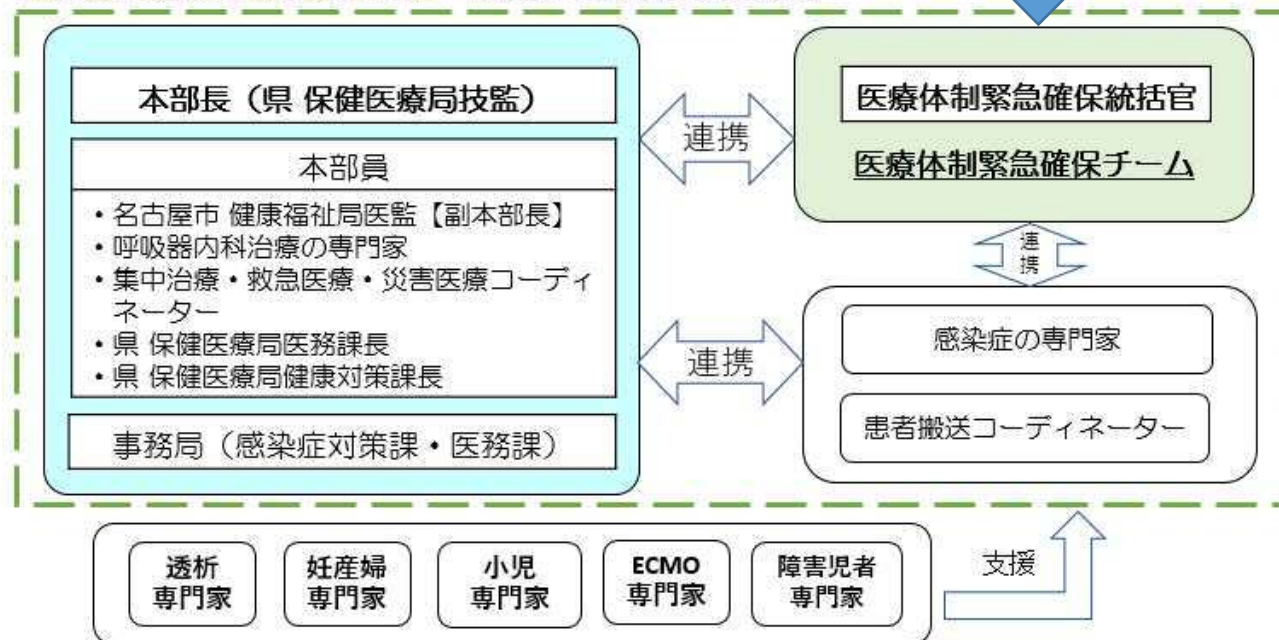 本部長（県 保健医療局技監）
本部員
・名古屋市 健康福祉局医監【副本部長】
・呼吸器内科治療の専門家
・集中治療・救急医療・災害医療コーディ
ネーター
・県 保健医療局医務課長
・県 保健医療局健康対策課長
事務局（感染症対策課・医務課）
連携
連携
医療体制緊急確保統括官
医療体制緊急確保チーム
連
携
感染症の専門家
患者搬送コーディネーター
透析
専門家
妊産婦
専門家
小児
専門家
ECMO
専門家
障害児者
専門家
支援